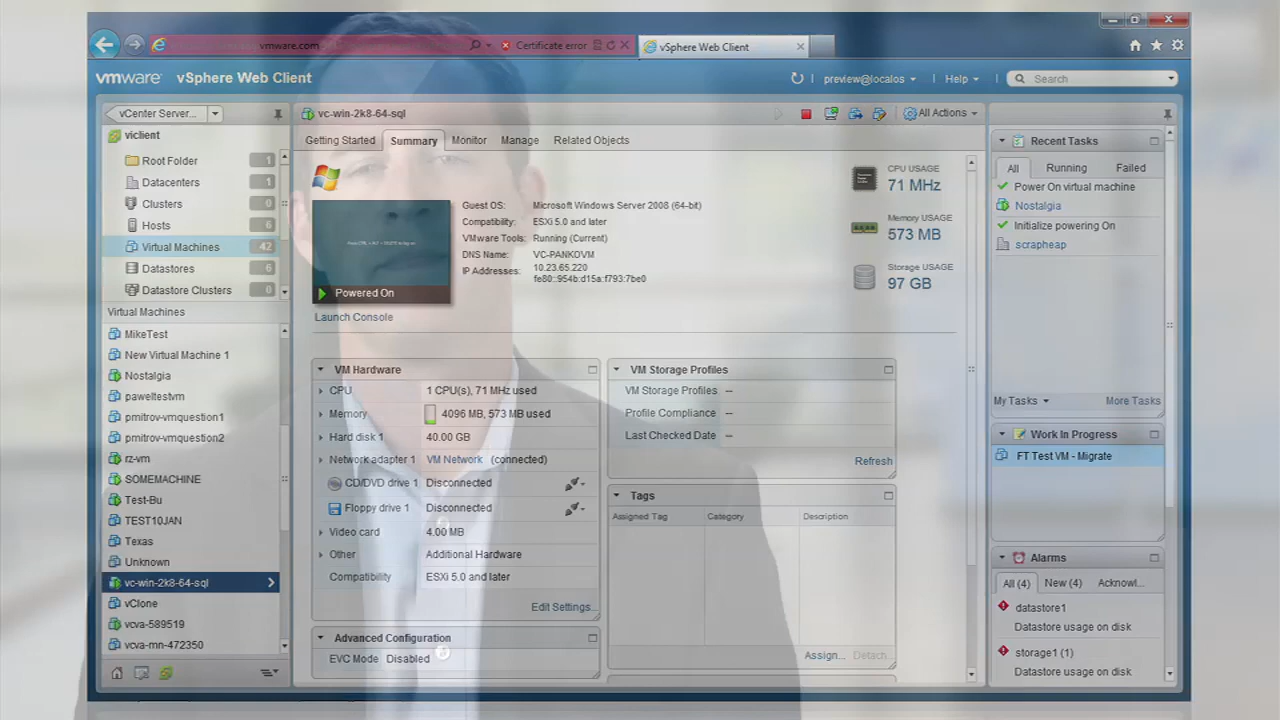 vmware.com
Certificate error
vSphere Web Client
vmware vSphere Web Client
preview@localos
Help
Search
vCenter Server...
viclient
Root Folder 1
Datacenters 1
Clusters 0
Hosts 6
Virtual Machines 42
Datastores 6
Datastore Clusters 0
Virtual Machines
MikeTest
New Virtual Machine 1
Nostalgia
paweltestvm
pmitrov-vmquestion1
pmitrov-vmquestion2
rz-vm
SOMEMACHINE
Test-Bu
TEST10JAN
Texas
Unknown
vc-win-2k8-64-sql
vClone
vcva-589519
vcva-mn-472350
vc-win-2k8-64-sql
All Actions
Getting Started Summary Monitor Manage Related Objects
Powered On
Launch Console
Guest OS: Microsoft Windows Server 2008 (64-bit)
Compatibility: ESXi 5.0 and later
VMware Tools: Running (Current)
DNS Name: VC-PANKOVM
IP Addresses: 10.23.65.220
fe80::954b:d15a:f793:7be0
CPU USAGE
71 MHz
Memory USAGE
573 MB
Storage USAGE
97 GB
VM Hardware
CPU 1 CPU(s), 71 MHz used
Memory 4096 MB, 573 MB used
Hard disk 1 40.00 GB
Network adapter 1 VM Network (connected)
CD/DVD drive 1 Disconnected
Floppy drive 1 Disconnected
Video card 4.00 MB
Other Additional Hardware
Compatibility ESXi 5.0 and later
Edit Settings...
Advanced Configuration
EVC Mode Disabled
VM Storage Profiles
VM Storage Profiles --
Profile Compliance --
Last Checked Date --
Refresh
Tags
Assigned Tag Category Description
Assign... Detach...
Recent Tasks
All Running Failed
Power On virtual machine
Nostalgia
Initialize powering On
scrapheap
My Tasks More Tasks
Work In Progress
FT Test VM - Migrate
Alarms
All (4) New (4) Acknowl...
datastore1
Datastore usage on disk
storage1 (1)
Datastore usage on disk